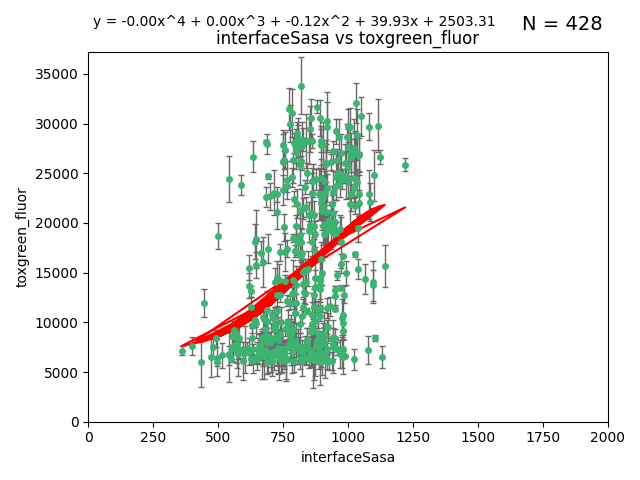 y = -0.00x^4 + 0.00x^3 + -0.12x^2 + 39.93x + 2503.31
N = 428
interfaceSasa vs toxgreen_fluor
35000
30000
25000
20000
15000
10000
5000
0
toxgreen_fluor
0 250 500 750 1000 1250 1500 1750 2000
interfaceSasa